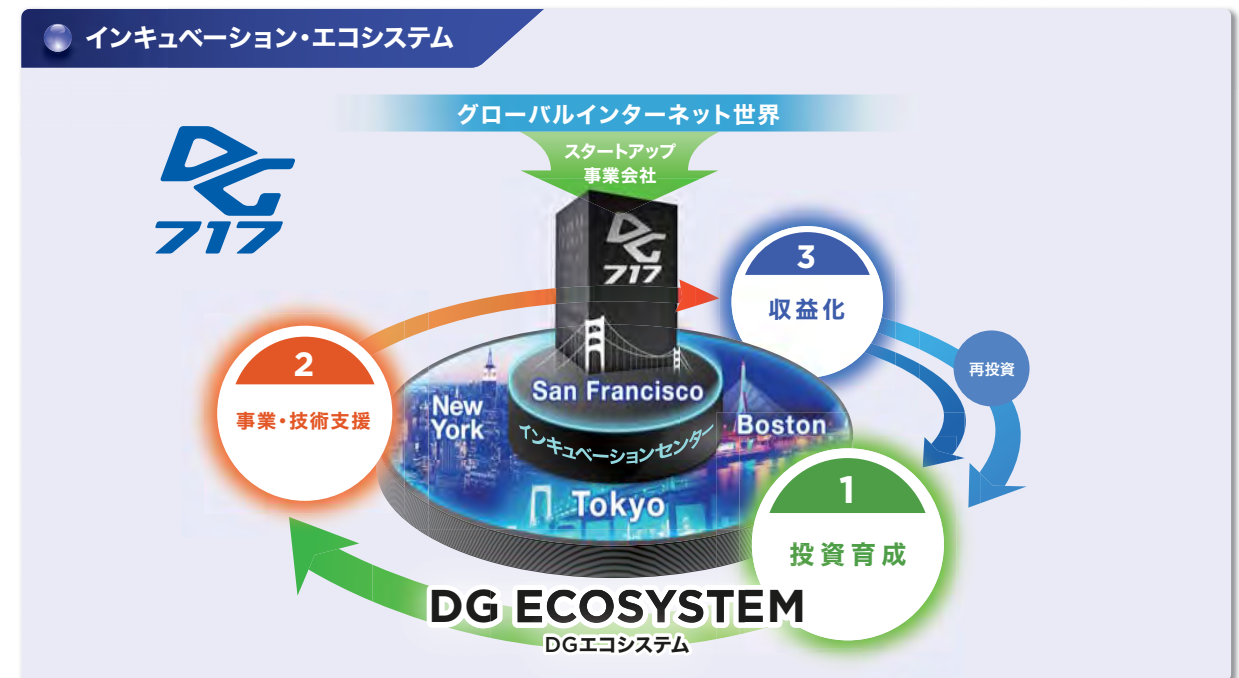 インキュベーション・エコシステム
グローバルインターネット世界
スタートアップ
事業会社
DG
717
DG
717
3
収益化
再投資
2
事業・技術支援
San Francisco
New
York
インキュベーションセンター
Boston
Tokyo
1
投資育成
DG ECOSYSTEM
DGエコシステム